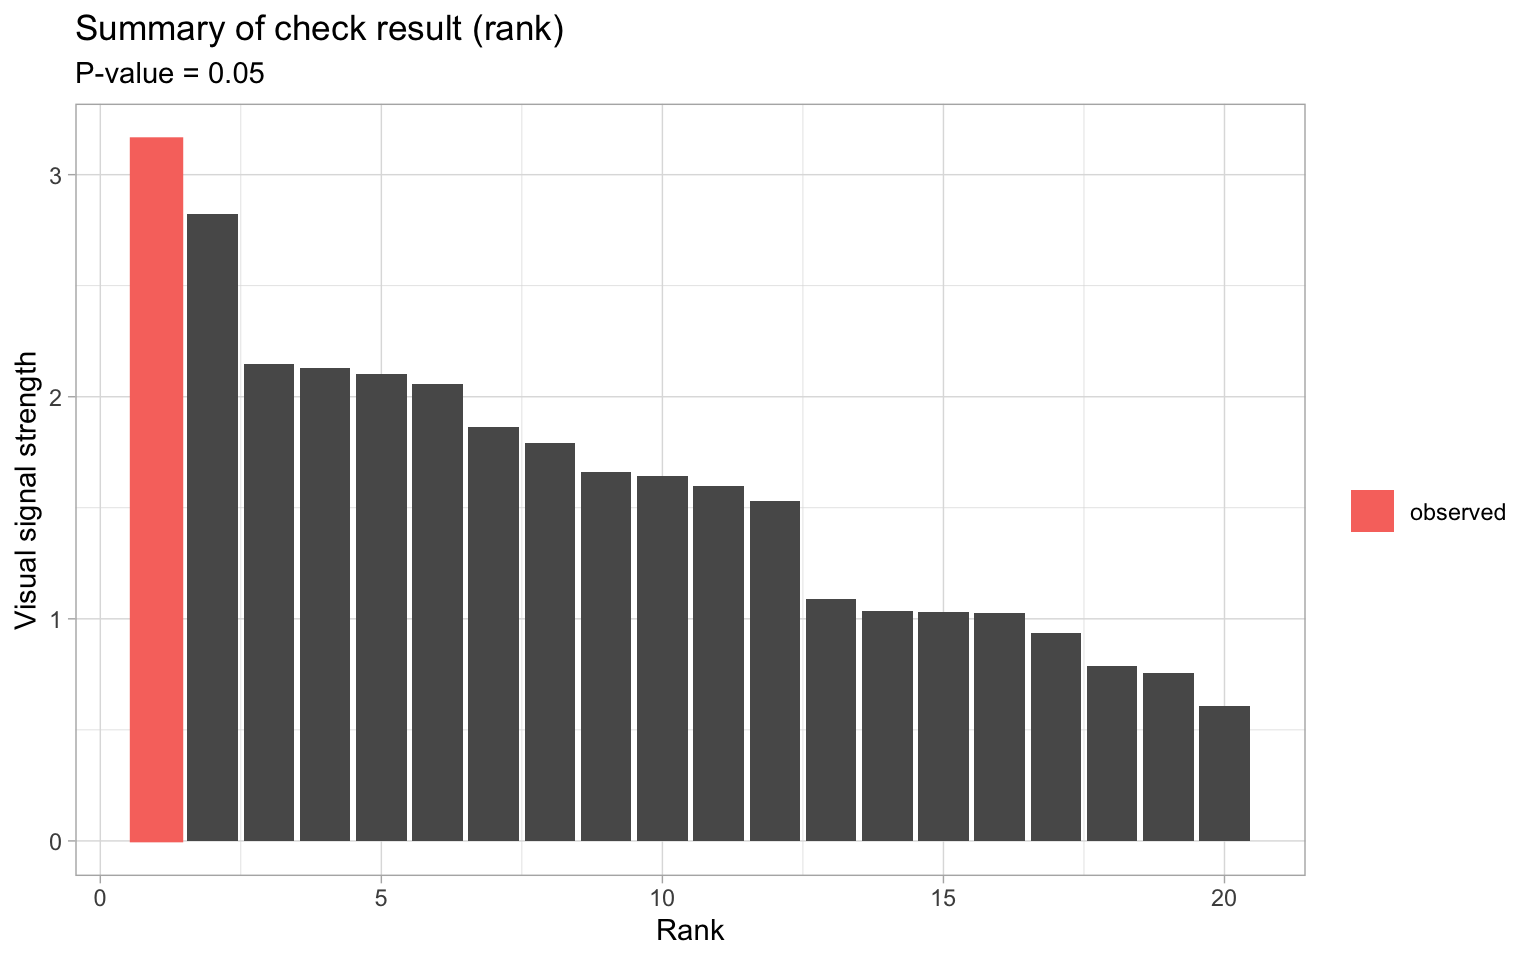 Summary of check result (rank)
P-value = 0.05
Visual signal strength
3
2
1
0
0 5 10 15 20
Rank
observed